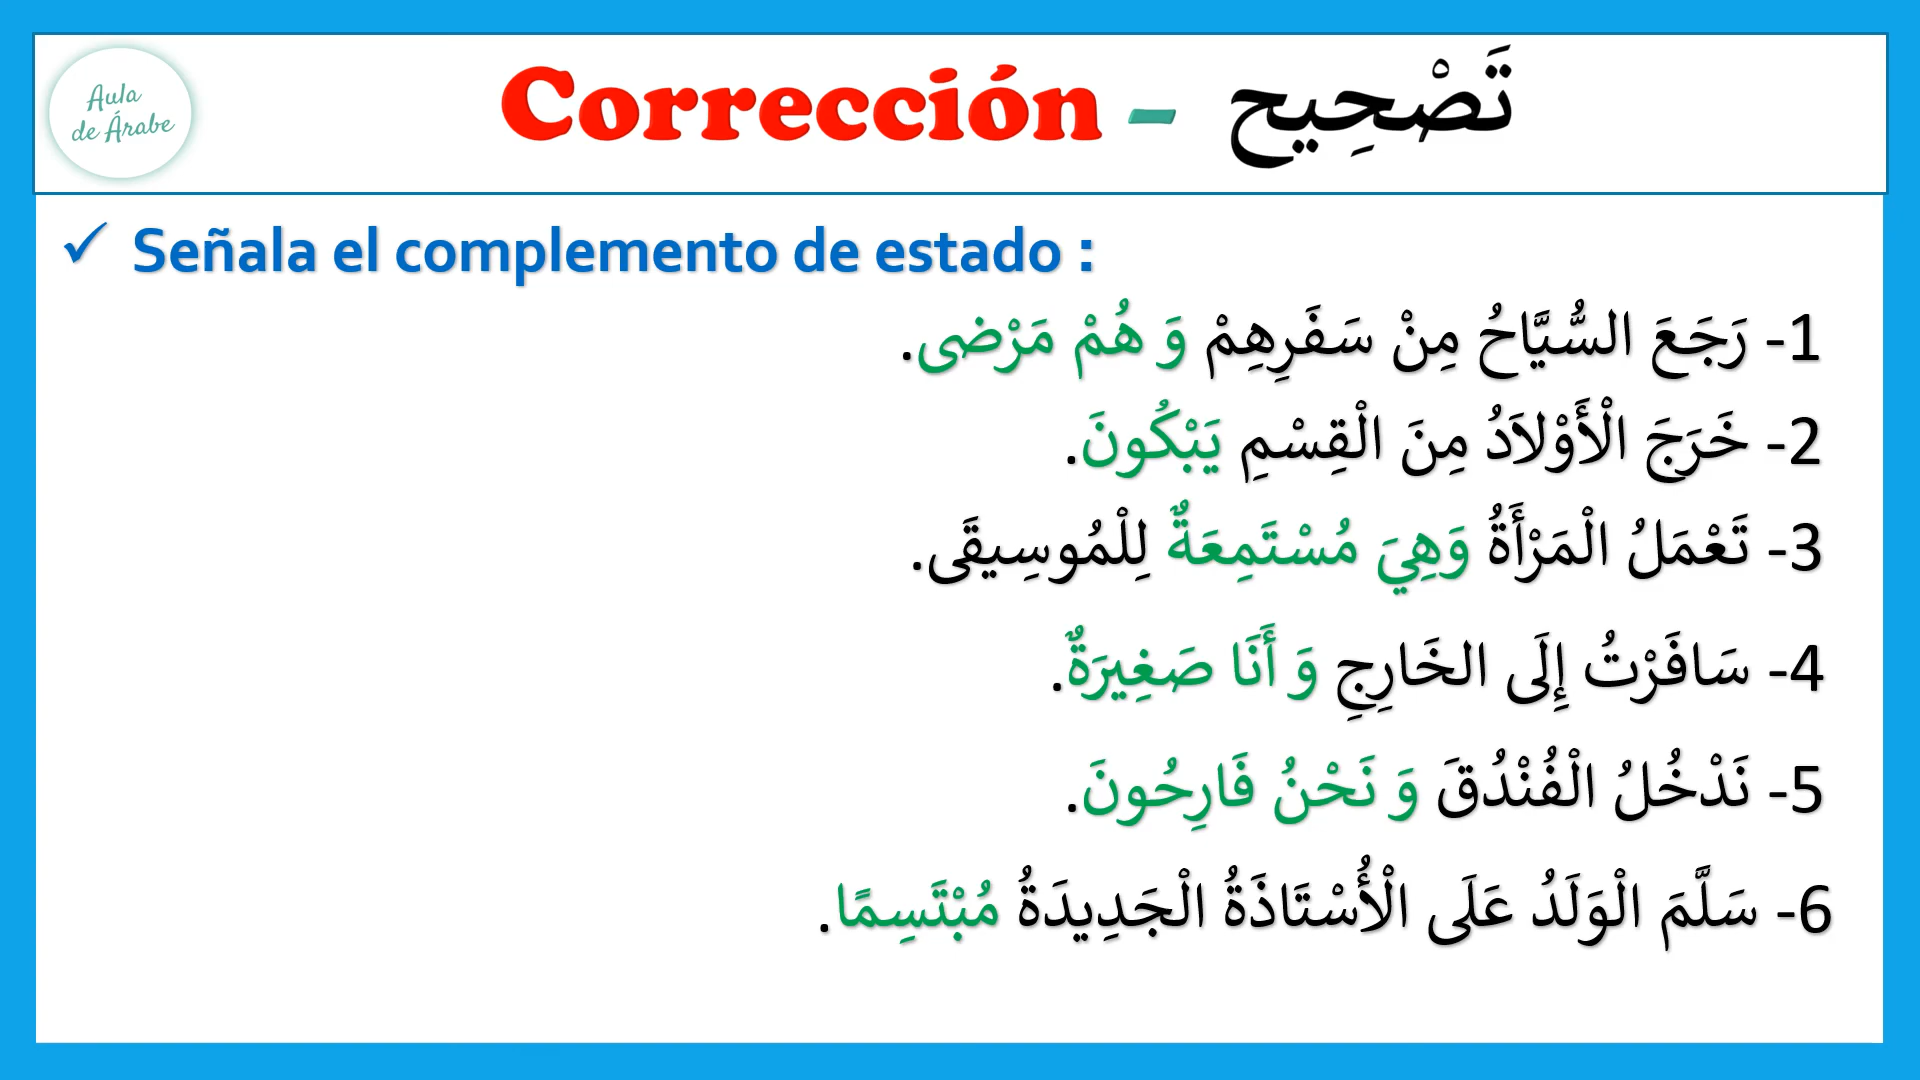 Aula
de Árabe
Corrección – تَصْحِيح
✓ Señala el complemento de estado :
1- رَجَعَ السُّيَّاحُ مِنْ سَفَرِهِمْ وَ هُمْ مَرْضى.
2- خَرَجَ الْأَوْلاَدُ مِنَ الْقِسْمِ يَبْكُونَ.
3- تَعْمَلُ الْمَرْأَةُ وَهِيَ مُسْتَمِعَةٌ لِلْمُوسِيقَى.
4- سَافَرْتُ إِلَى الخَارِجِ وَ أَنَا صَغِيرَةٌ.
5- نَدْخُلُ الْفُنْدُقَ وَ نَحْنُ فَارِحُونَ.
6- سَلَّمَ الْوَلَدُ عَلَى الْأُسْتَاذَةُ الْجَدِيدَةُ مُبْتَسِمًا.